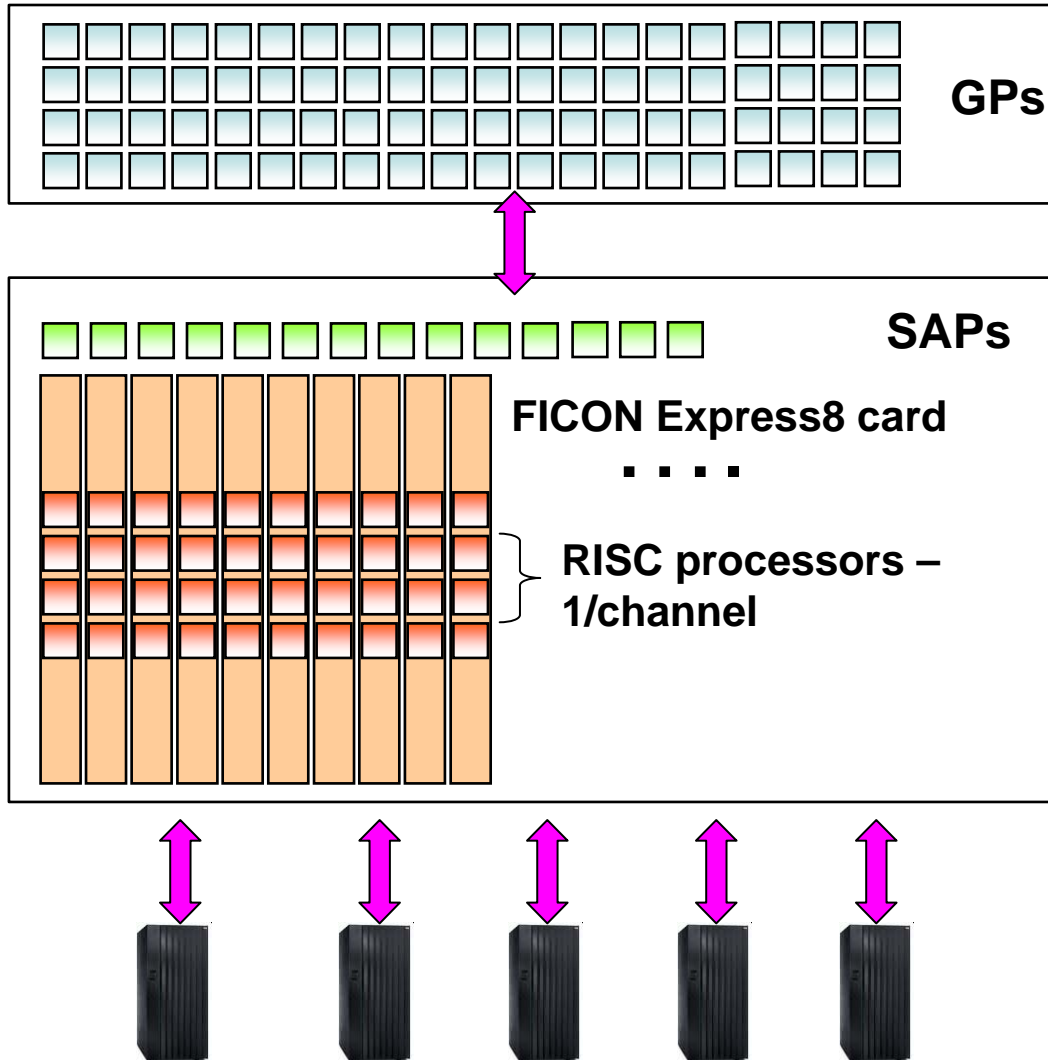 GPs
SAPs
FICON Express8 card
. . . .
RISC processors –
1/channel